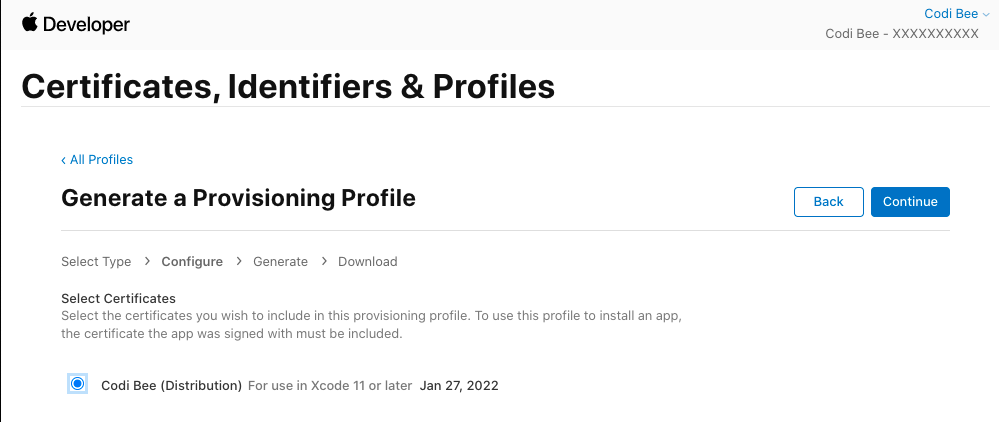 Developer
Codi Bee
Codi Bee - XXXXXXXXXX
Certificates, Identifiers & Profiles
‹ All Profiles
Generate a Provisioning Profile
Back
Continue
Select Type > Configure > Generate > Download
Select Certificates
Select the certificates you wish to include in this provisioning profile. To use this profile to install an app,
the certificate the app was signed with must be included.
Codi Bee (Distribution) For use in Xcode 11 or later Jan 27, 2022